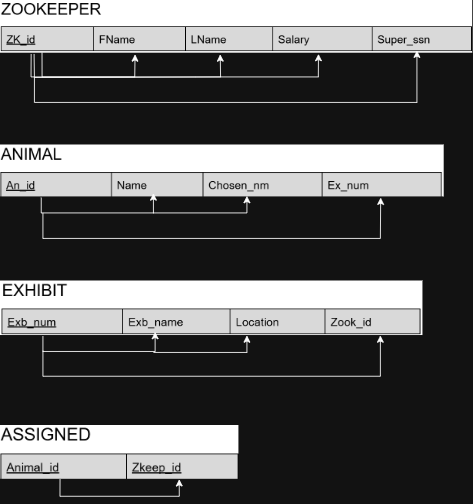 ZOOKEEPER
ZK_id FName LName Salary Super_ssn
ANIMAL
An_id Name Chosen_nm Ex_num
EXHIBIT
Exb_num Exb_name Location Zook_id
ASSIGNED
Animal_id Zkeep_id